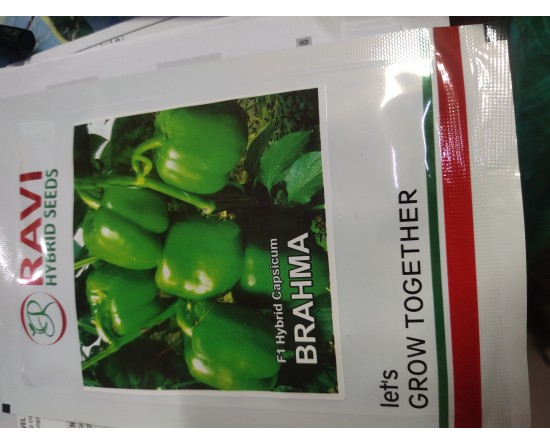 RAVI
HYBRID SEEDS
F1 Hybrid Capsicum
BRAHMA
let's
GROW TOGETHER